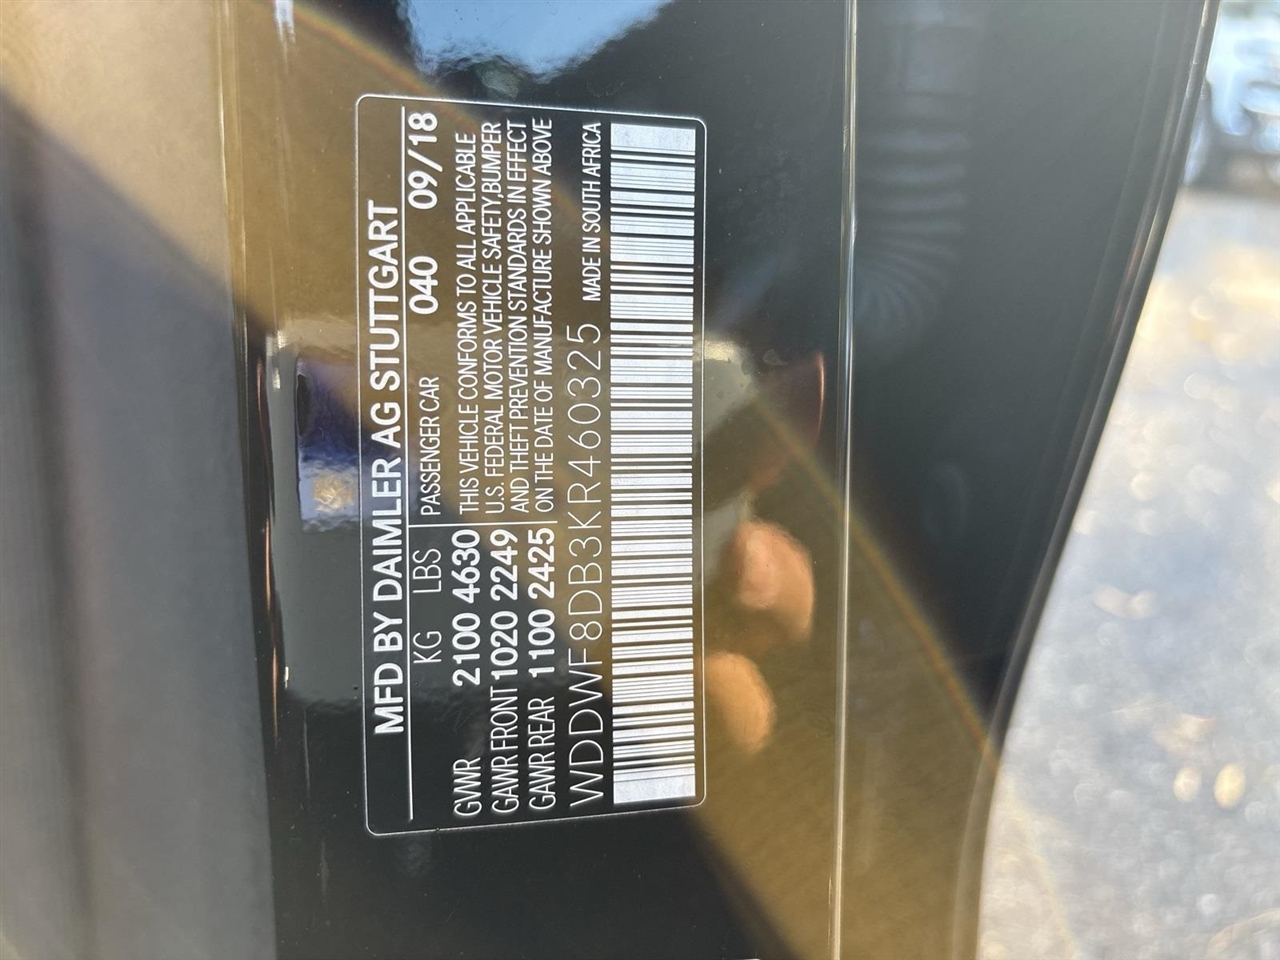 MFD BY DAIMLER AG STUTTGART
KG LBS PASSENGER CAR 040 09/18
GVWR 2100 4630 THIS VEHICLE CONFORMS TO ALL APPLICABLE
GAWR FRONT 1020 2249 U.S. FEDERAL MOTOR VEHICLE SAFETY,BUMPER
AND THEFT PREVENTION STANDARDS IN EFFECT
GAWR REAR 1100 2425 ON THE DATE OF MANUFACTURE SHOWN ABOVE
WDDWF8DB3KR460325 MADE IN SOUTH AFRICA